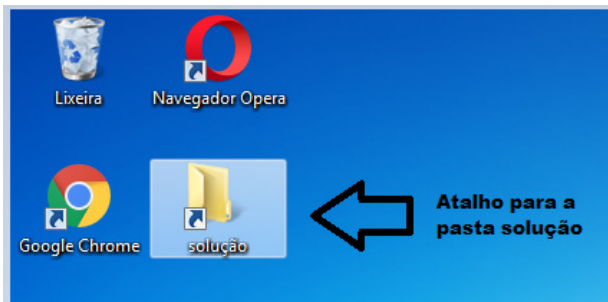 Lixeira
Navegador Opera
Google Chrome
solução
Atalho para a
pasta solução